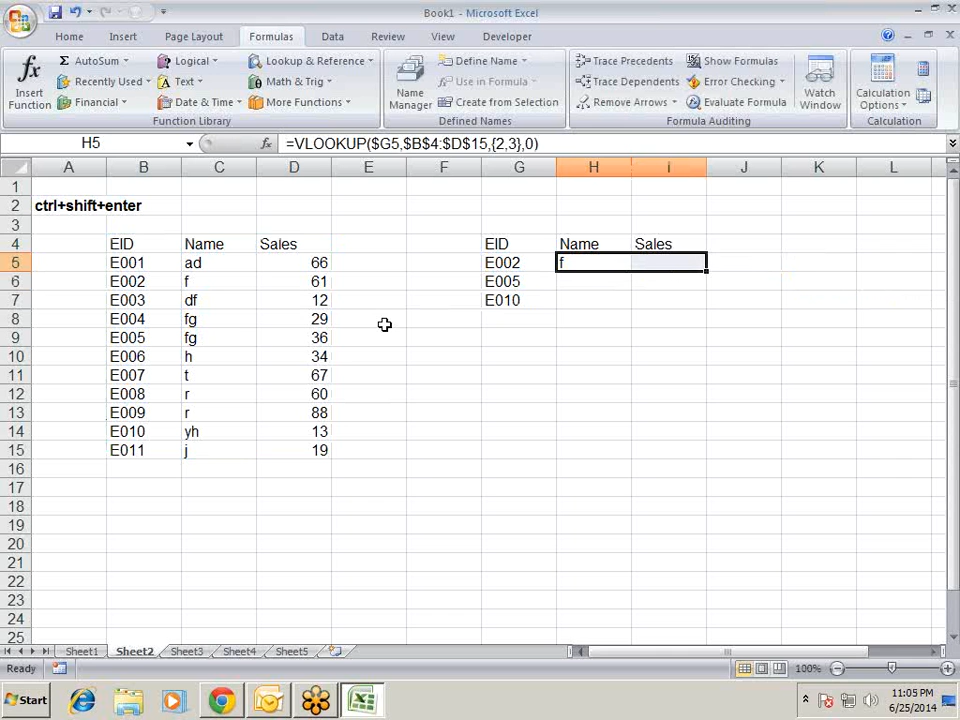 Book1 - Microsoft Excel
Home Insert Page Layout Formulas Data Review View Developer
fx Insert Function
Σ AutoSum
Recently Used
Financial
Logical
Text
Date & Time
Lookup & Reference
Math & Trig
More Functions
Function Library
Name Manager
Define Name
Use in Formula
Create from Selection
Defined Names
Trace Precedents
Trace Dependents
Remove Arrows
Show Formulas
Error Checking
Evaluate Formula
Formula Auditing
Watch Window
Calculation Options
Calculation
H5 fx =VLOOKUP($G5,$B$4:$D$15,{2,3},0)
A B C D E F G H I J K L
1
2 ctrl+shift+enter
3
4 EID Name Sales EID Name Sales
5 E001 ad 66 E002 f
6 E002 f 61 E005
7 E003 df 12 E010
8 E004 fg 29
9 E005 fg 36
10 E006 h 34
11 E007 t 67
12 E008 r 60
13 E009 r 88
14 E010 yh 13
15 E011 j 19
16
17
18
19
20
21
22
23
24
25
Sheet1 Sheet2 Sheet3 Sheet4 Sheet5
Ready 100%
Start 11:05 PM
6/25/2014